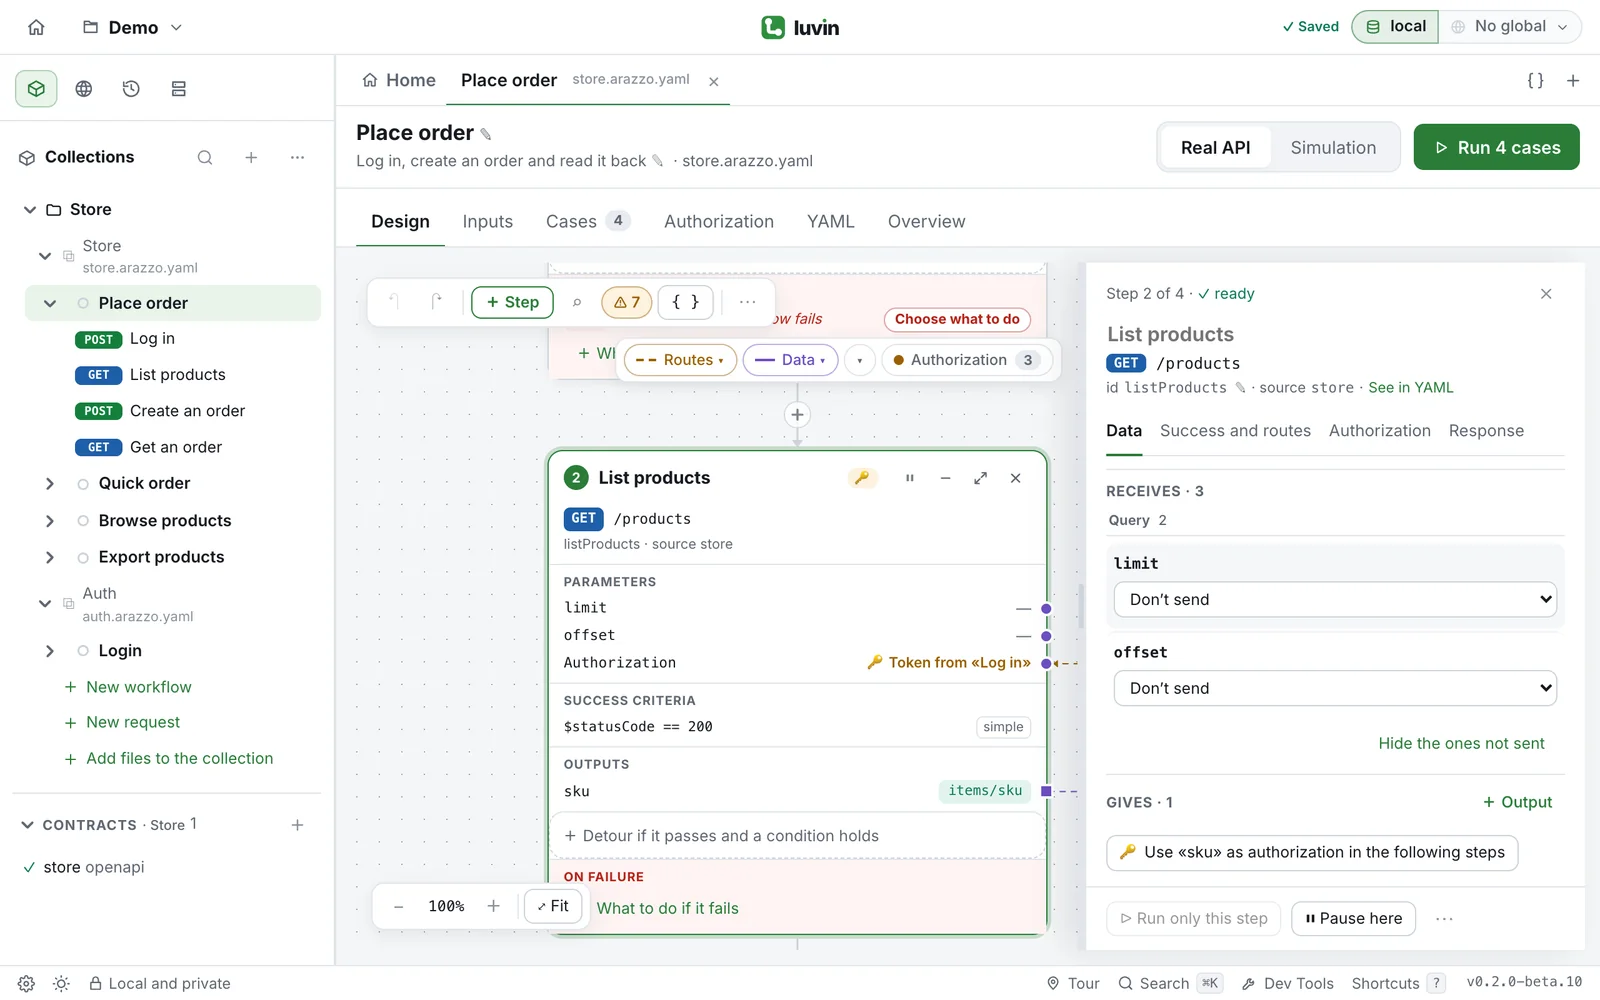 Demo
luvin
Saved
local
No global
Home
Place order store.arazzo.yaml
Collections
Place order
Log in, create an order and read it back · store.arazzo.yaml
Real API
Simulation
Run 4 cases
Design
Inputs
Cases 4
Authorization
YAML
Overview
Store
Store
store.arazzo.yaml
Place order
POST Log in
GET List products
POST Create an order
GET Get an order
Quick order
Browse products
Export products
Auth
auth.arazzo.yaml
Login
+ New workflow
+ New request
+ Add files to the collection
CONTRACTS · Store 1
store openapi
+ Step
7
{ }
···
ow fails
Choose what to do
+ Wh
Routes
Data
Authorization 3
2 List products
GET /products
listProducts · source store
PARAMETERS
limit —
offset —
Authorization Token from «Log in»
SUCCESS CRITERIA
$statusCode == 200 simple
OUTPUTS
sku items/sku
+ Detour if it passes and a condition holds
ON FAILURE
What to do if it fails
− 100% +
Fit
Step 2 of 4 · ✓ ready
List products
GET /products
id listProducts · source store · See in YAML
Data
Success and routes
Authorization
Response
RECEIVES · 3
Query 2
limit
Don't send
offset
Don't send
Hide the ones not sent
GIVES · 1
+ Output
Use «sku» as authorization in the following steps
Run only this step
Pause here
···
Local and private
Tour
Search ⌘K
Dev Tools
Shortcuts ?
v0.2.0-beta.10